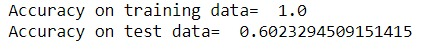 Accuracy on training data=  1.0
Accuracy on test data=  0.6023294509151415